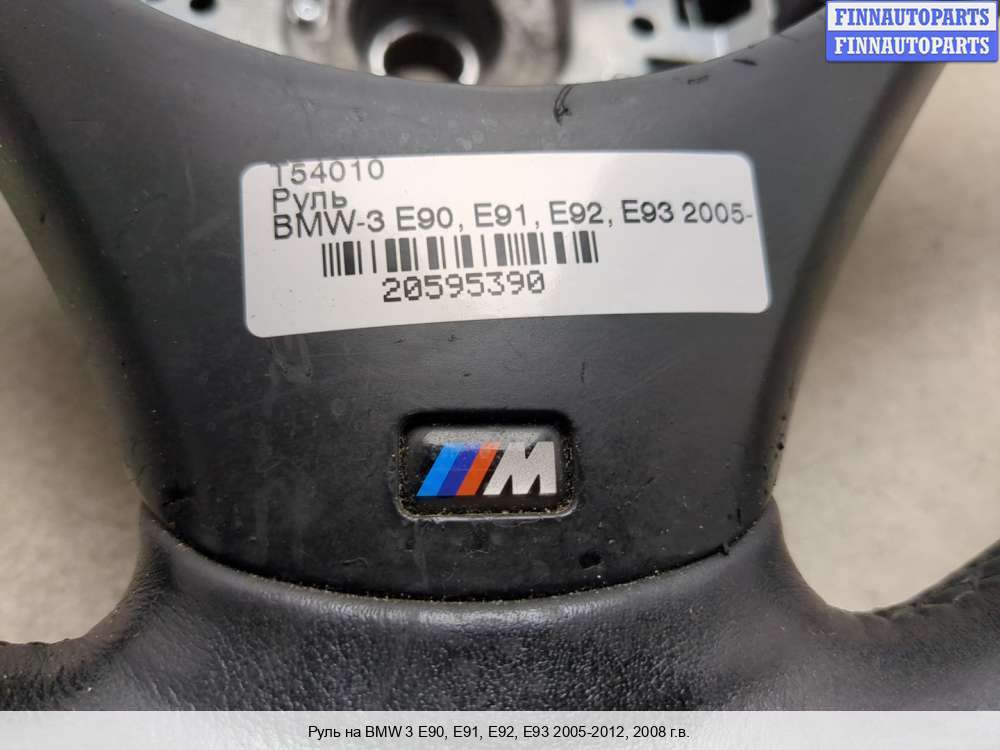 FINNAUTOPARTS
FINNAUTOPARTS
T54010
Руль
BMW-3 E90, E91, E92, E93 2005-
20595390
M
Руль на BMW 3 E90, E91, E92, E93 2005-2012, 2008 г.в.